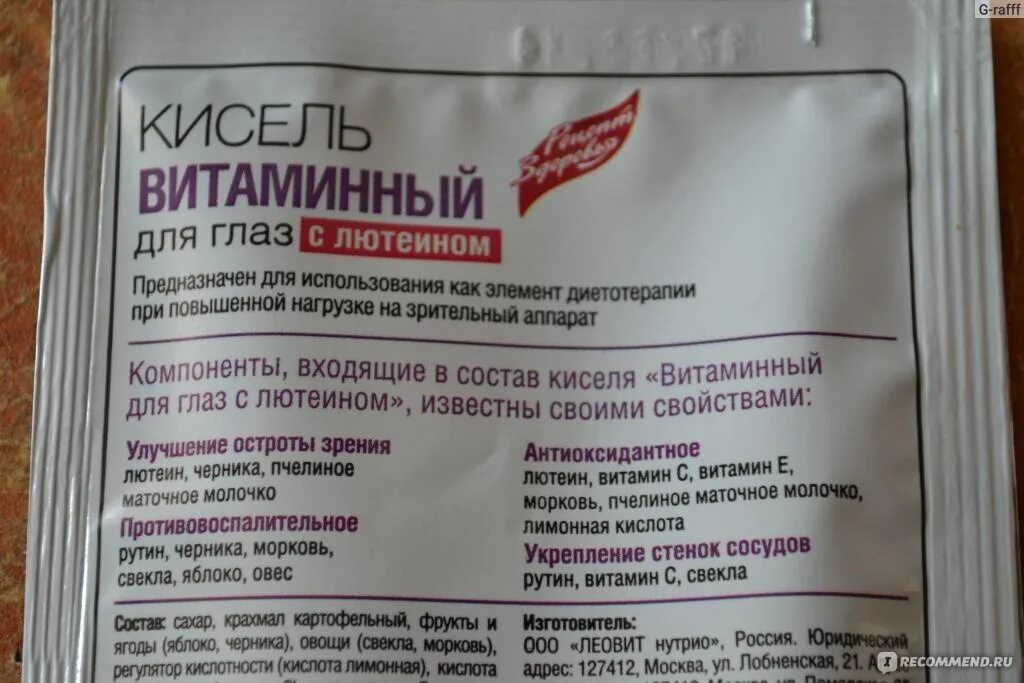 G-rafff
КИСЕЛЬ
ВИТАМИННЫЙ
для глаз с лютеином
Рецепт
Здоровья
Предназначен для использования как элемент диетотерапии
при повышенной нагрузке на зрительный аппарат
Компоненты, входящие в состав киселя «Витаминный
для глаз с лютеином», известны своими свойствами:
Улучшение остроты зрения
лютеин, черника, пчелиное
маточное молочко
Противовоспалительное
рутин, черника, морковь,
свекла, яблоко, овес
Антиоксидантное
лютеин, витамин С, витамин Е,
морковь, пчелиное маточное молочко,
лимонная кислота
Укрепление стенок сосудов
рутин, витамин С, свекла
Состав: сахар, крахмал картофельный, фрукты и
ягоды (яблоко, черника), овощи (свекла, морковь),
регулятор кислотности (кислота лимонная), кислота
Изготовитель:
ООО «ЛЕОВИТ нутрио», Россия. Юридический
адрес: 127412, Москва, ул. Лобненская, 21.
IRECOMMEND.RU